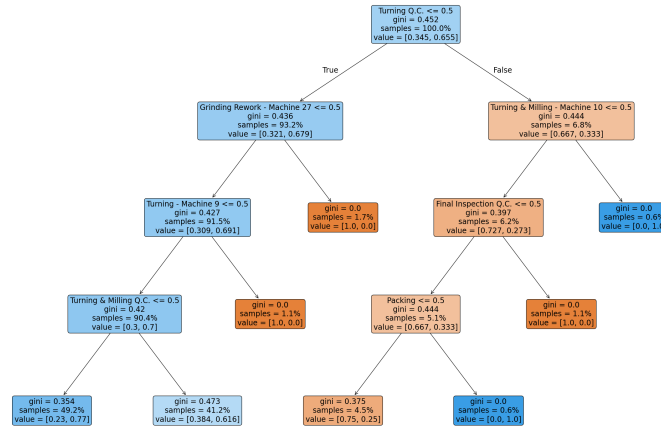 Turning Q.C. <= 0.5
gini = 0.452
samples = 100.0%
value = [0.345, 0.655]
True
False
Grinding Rework - Machine 27 <= 0.5
gini = 0.436
samples = 93.2%
value = [0.321, 0.679]
Turning & Milling - Machine 10 <= 0.5
gini = 0.444
samples = 6.8%
value = [0.667, 0.333]
Turning - Machine 9 <= 0.5
gini = 0.427
samples = 91.5%
value = [0.309, 0.691]
gini = 0.0
samples = 1.7%
value = [1.0, 0.0]
Final Inspection Q.C. <= 0.5
gini = 0.397
samples = 6.2%
value = [0.727, 0.273]
gini = 0.0
samples = 0.6%
value = [0.0, 1.0
Turning & Milling Q.C. <= 0.5
gini = 0.42
samples = 90.4%
value = [0.3, 0.7]
gini = 0.0
samples = 1.1%
value = [1.0, 0.0]
Packing <= 0.5
gini = 0.444
samples = 5.1%
value = [0.667, 0.333]
gini = 0.0
samples = 1.1%
value = [1.0, 0.0]
gini = 0.354
samples = 49.2%
value = [0.23, 0.77]
gini = 0.473
samples = 41.2%
value = [0.384, 0.616]
gini = 0.375
samples = 4.5%
value = [0.75, 0.25]
gini = 0.0
samples = 0.6%
value = [0.0, 1.0]